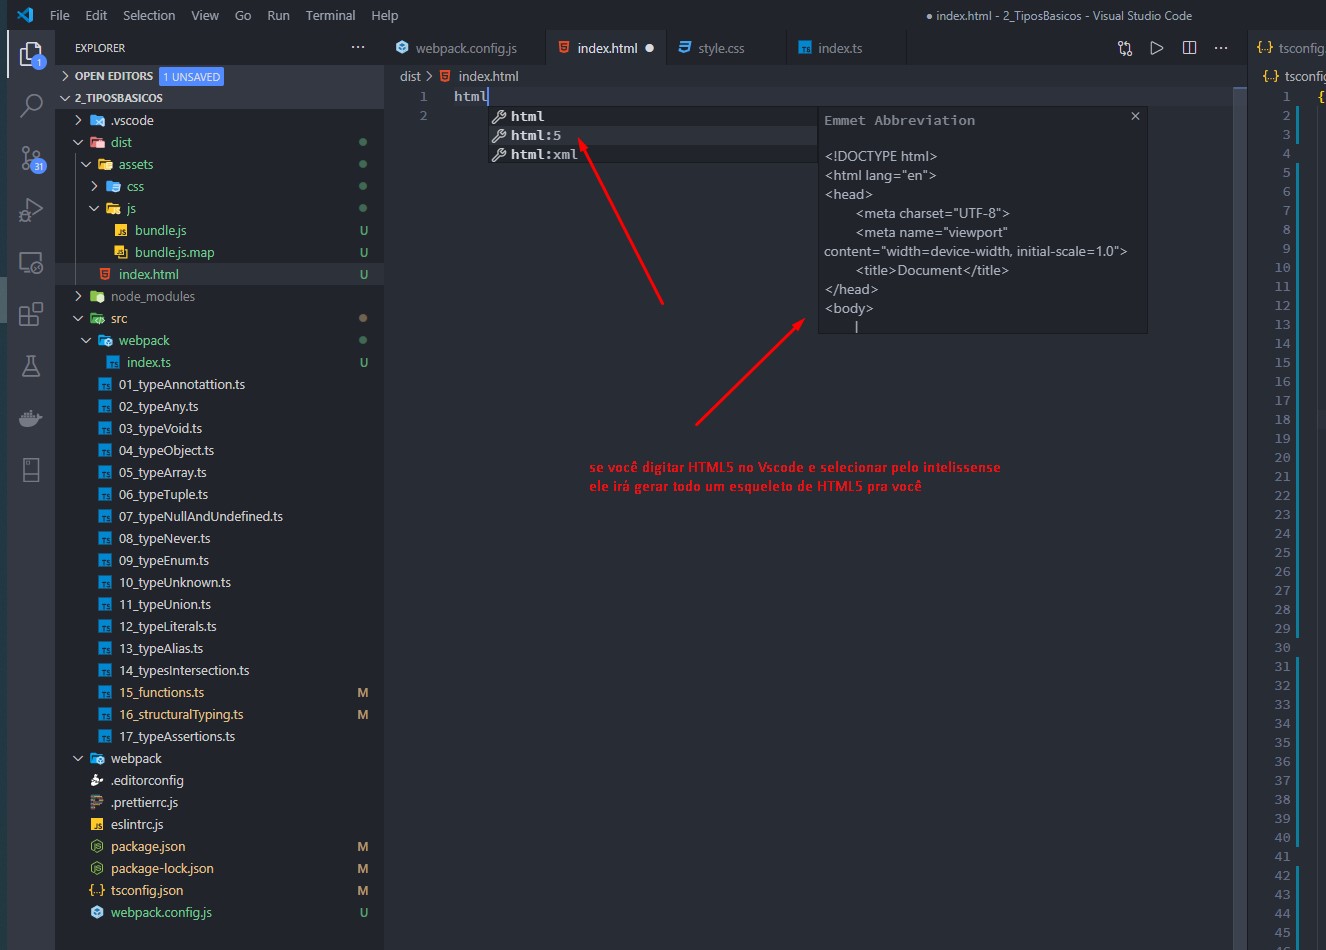 File Edit Selection View Go Run Terminal Help
● index.html - 2_TiposBasicos - Visual Studio Code
EXPLORER
OPEN EDITORS 1 UNSAVED
2_TIPOSBASICOS
.vscode
dist
assets
css
js
bundle.js U
bundle.js.map U
index.html U
node_modules
src
webpack
index.ts U
01_typeAnnotattion.ts
02_typeAny.ts
03_typeVoid.ts
04_typeObject.ts
05_typeArray.ts
06_typeTuple.ts
07_typeNullAndUndefined.ts
08_typeNever.ts
09_typeEnum.ts
10_typeUnknown.ts
11_typeUnion.ts
12_typeLiterals.ts
13_typeAlias.ts
14_typesIntersection.ts
15_functions.ts M
16_structuralTyping.ts M
17_typeAssertions.ts
webpack
.editorconfig
.prettierrc.js
eslintrc.js
package.json M
package-lock.json M
tsconfig.json M
webpack.config.js U
1
31
webpack.config.js index.html ● style.css index.ts
dist > index.html
1 html
2
html
html:5
html:xml
Emmet Abbreviation
<!DOCTYPE html>
<html lang="en">
<head>
<meta charset="UTF-8">
<meta name="viewport"
content="width=device-width, initial-scale=1.0">
<title>Document</title>
</head>
<body>
|
se você digitar HTML5 no Vscode e selecionar pelo intelissense
ele irá gerar todo um esqueleto de HTML5 pra você
{..} tsconfig.
{..} tsconfig
1 {
2
3
4
5
6
7
8
9
10
11
12
13
14
15
16
17
18
19
20
21
22
23
24
25
26
27
28
29
30
31
32
33
34
35
36
37
38
39
40
41
42
43
44
45